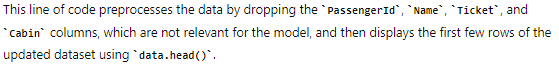 This line of code preprocesses the data by dropping the `PassengerId`, `Name`, `Ticket`, and
`Cabin` columns, which are not relevant for the model, and then displays the first few rows of the
updated dataset using `data.head()`.